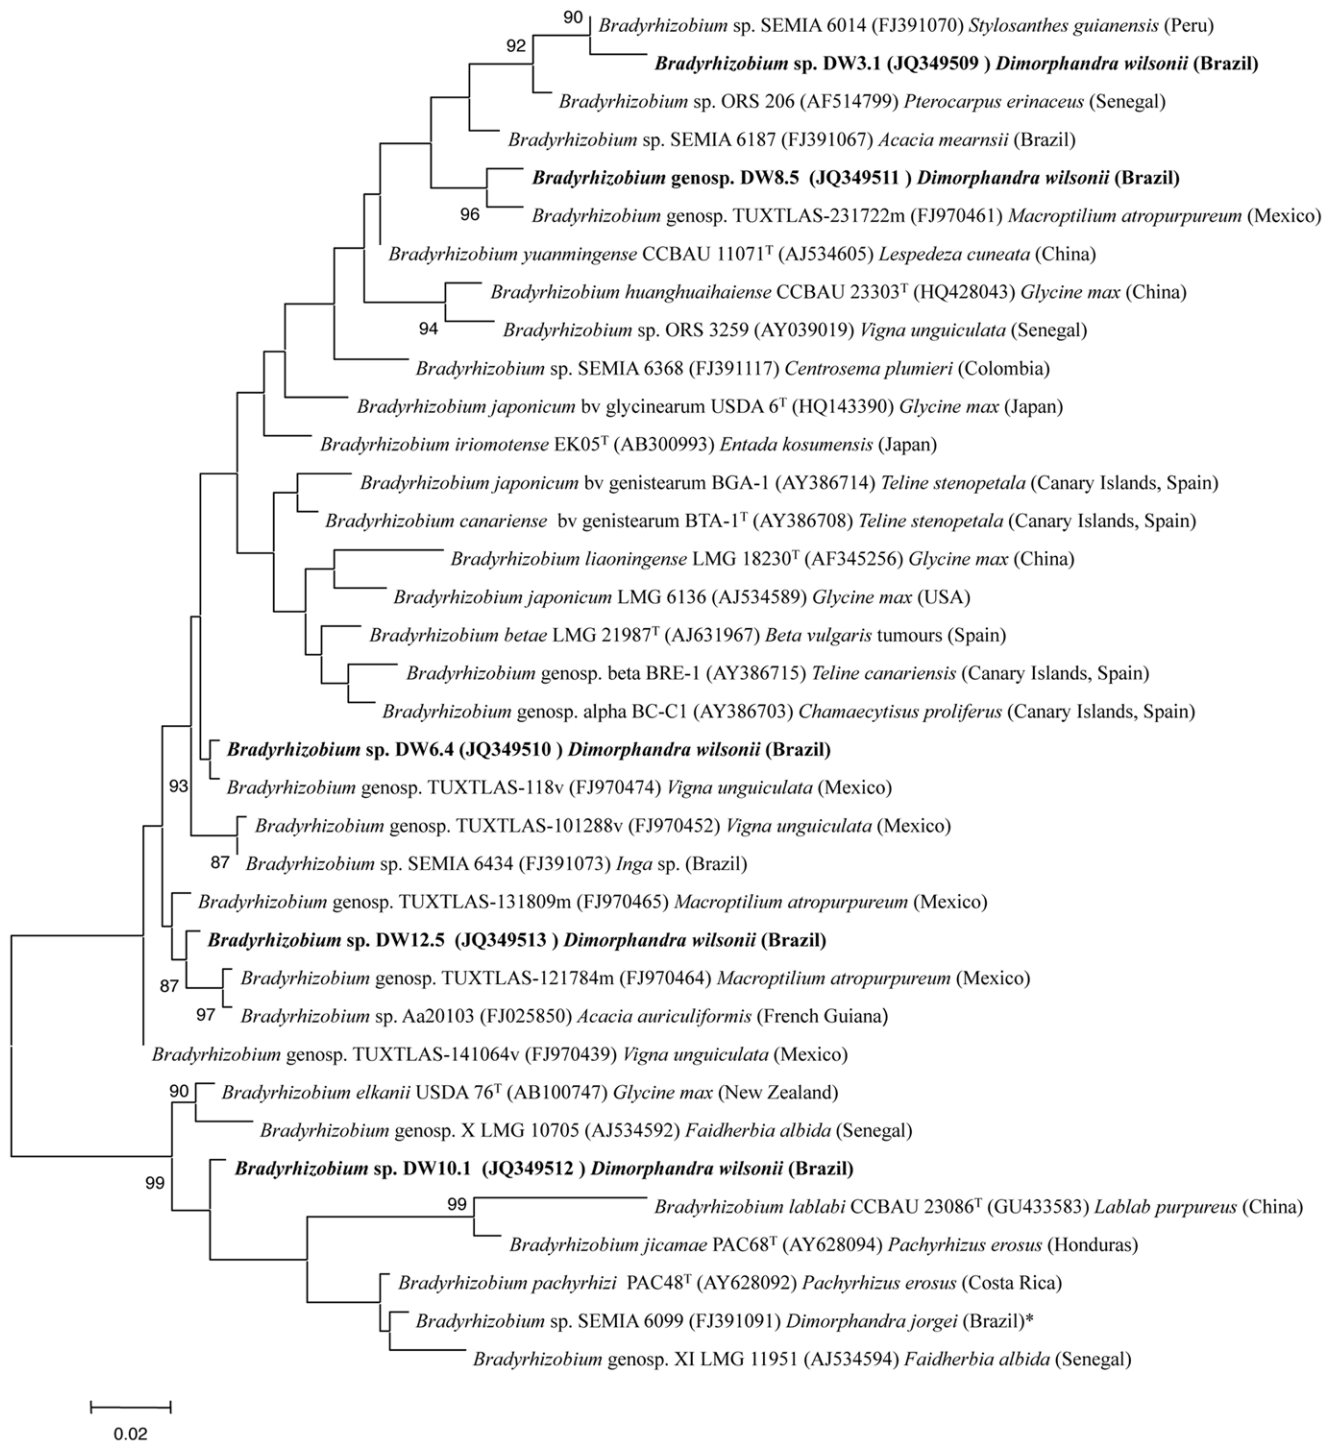 90
Bradyrhizobium sp. SEMIA 6014 (FJ391070) Stylosanthes guianensis (Peru)
92
Bradyrhizobium sp. DW3.1 (JQ349509 ) Dimorphandra wilsonii (Brazil)
Bradyrhizobium sp. ORS 206 (AF514799) Pterocarpus erinaceus (Senegal)
Bradyrhizobium sp. SEMIA 6187 (FJ391067) Acacia mearnsii (Brazil)
Bradyrhizobium genosp. DW8.5 (JQ349511 ) Dimorphandra wilsonii (Brazil)
96
Bradyrhizobium genosp. TUXTLAS-231722m (FJ970461) Macroptilium atropurpureum (Mexico)
Bradyrhizobium yuanmingense CCBAU 11071ᵀ (AJ534605) Lespedeza cuneata (China)
Bradyrhizobium huanghuaihaiense CCBAU 23303ᵀ (HQ428043) Glycine max (China)
94
Bradyrhizobium sp. ORS 3259 (AY039019) Vigna unguiculata (Senegal)
Bradyrhizobium sp. SEMIA 6368 (FJ391117) Centrosema plumieri (Colombia)
Bradyrhizobium japonicum bv glycinearum USDA 6ᵀ (HQ143390) Glycine max (Japan)
Bradyrhizobium iriomotense EK05ᵀ (AB300993) Entada kosumensis (Japan)
Bradyrhizobium japonicum bv genistearum BGA-1 (AY386714) Teline stenopetala (Canary Islands, Spain)
Bradyrhizobium canariense bv genistearum BTA-1ᵀ (AY386708) Teline stenopetala (Canary Islands, Spain)
Bradyrhizobium liaoningense LMG 18230ᵀ (AF345256) Glycine max (China)
Bradyrhizobium japonicum LMG 6136 (AJ534589) Glycine max (USA)
Bradyrhizobium betae LMG 21987ᵀ (AJ631967) Beta vulgaris tumours (Spain)
Bradyrhizobium genosp. beta BRE-1 (AY386715) Teline canariensis (Canary Islands, Spain)
Bradyrhizobium genosp. alpha BC-C1 (AY386703) Chamaecytisus proliferus (Canary Islands, Spain)
Bradyrhizobium sp. DW6.4 (JQ349510 ) Dimorphandra wilsonii (Brazil)
93
Bradyrhizobium genosp. TUXTLAS-118v (FJ970474) Vigna unguiculata (Mexico)
Bradyrhizobium genosp. TUXTLAS-101288v (FJ970452) Vigna unguiculata (Mexico)
87
Bradyrhizobium sp. SEMIA 6434 (FJ391073) Inga sp. (Brazil)
Bradyrhizobium genosp. TUXTLAS-131809m (FJ970465) Macroptilium atropurpureum (Mexico)
Bradyrhizobium sp. DW12.5 (JQ349513 ) Dimorphandra wilsonii (Brazil)
87
Bradyrhizobium genosp. TUXTLAS-121784m (FJ970464) Macroptilium atropurpureum (Mexico)
97
Bradyrhizobium sp. Aa20103 (FJ025850) Acacia auriculiformis (French Guiana)
Bradyrhizobium genosp. TUXTLAS-141064v (FJ970439) Vigna unguiculata (Mexico)
90
Bradyrhizobium elkanii USDA 76ᵀ (AB100747) Glycine max (New Zealand)
Bradyrhizobium genosp. X LMG 10705 (AJ534592) Faidherbia albida (Senegal)
Bradyrhizobium sp. DW10.1 (JQ349512 ) Dimorphandra wilsonii (Brazil)
99
99
Bradyrhizobium lablabi CCBAU 23086ᵀ (GU433583) Lablab purpureus (China)
Bradyrhizobium jicamae PAC68ᵀ (AY628094) Pachyrhizus erosus (Honduras)
Bradyrhizobium pachyrhizi PAC48ᵀ (AY628092) Pachyrhizus erosus (Costa Rica)
Bradyrhizobium sp. SEMIA 6099 (FJ391091) Dimorphandra jorgei (Brazil)*
Bradyrhizobium genosp. XI LMG 11951 (AJ534594) Faidherbia albida (Senegal)
0.02